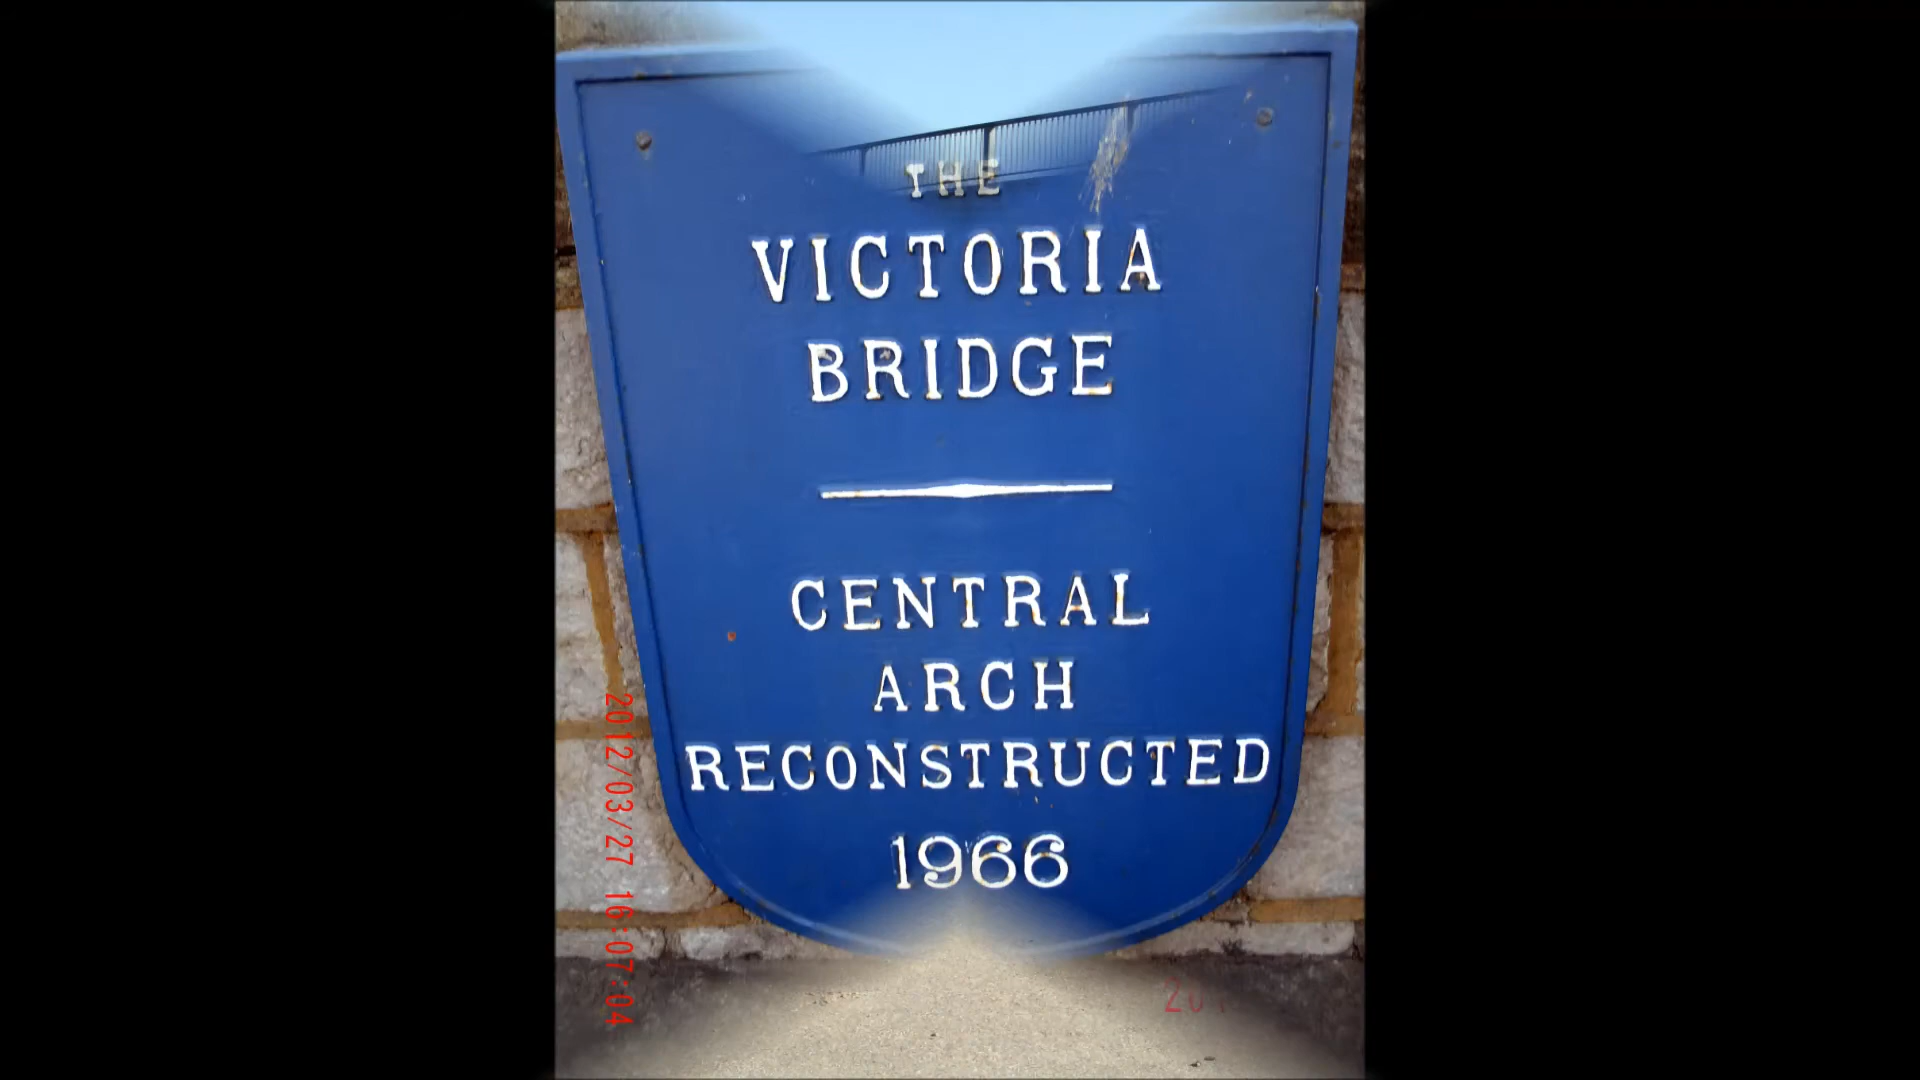 THE
VICTORIA
BRIDGE
CENTRAL
ARCH
RECONSTRUCTED
1966
2012/03/27 16:07:04